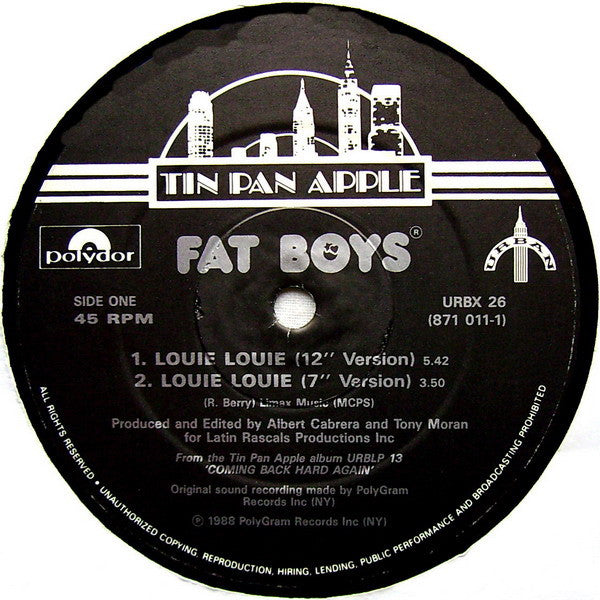 TIN PAN APPLE
polydor
FAT BOYS®
URBAN
SIDE ONE
45 RPM
URBX 26
(871 011-1)
1. LOUIE LOUIE (12" Version) 5.42
2. LOUIE LOUIE (7" Version) 3.50
(R. Berry) Limax Music (MCPS)
Produced and Edited by Albert Cabrera and Tony Moran
for Latin Rascals Productions Inc
From the Tin Pan Apple album URBLP 13
'COMING BACK HARD AGAIN'
Original sound recording made by PolyGram
Records Inc (NY)
℗ 1988 PolyGram Records Inc (NY)
ALL RIGHTS RESERVED • UNAUTHORIZED COPYING, REPRODUCTION, HIRING, LENDING, PUBLIC PERFORMANCE AND BROADCASTING PROHIBITED